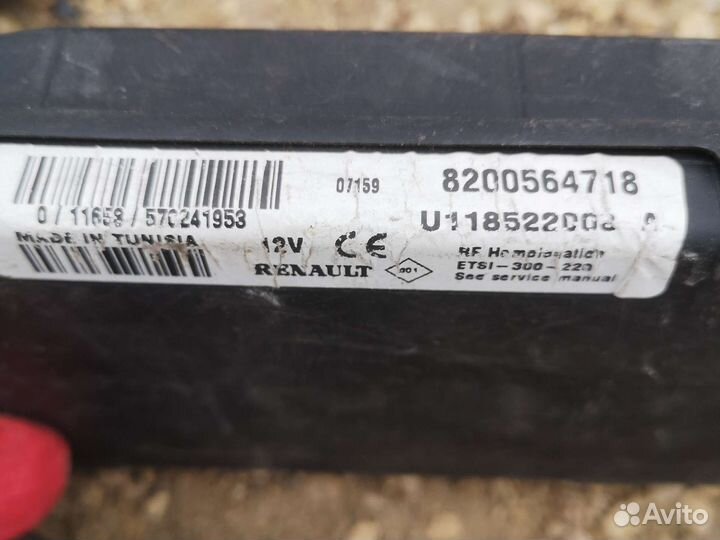 07159
8200564718
0 / 11658 / 570241953
U118522008 A
MADE IN TUNISIA
12V CE
RF Homologation
RENAULT 001
ETSI-300-220
See service manual
Avito